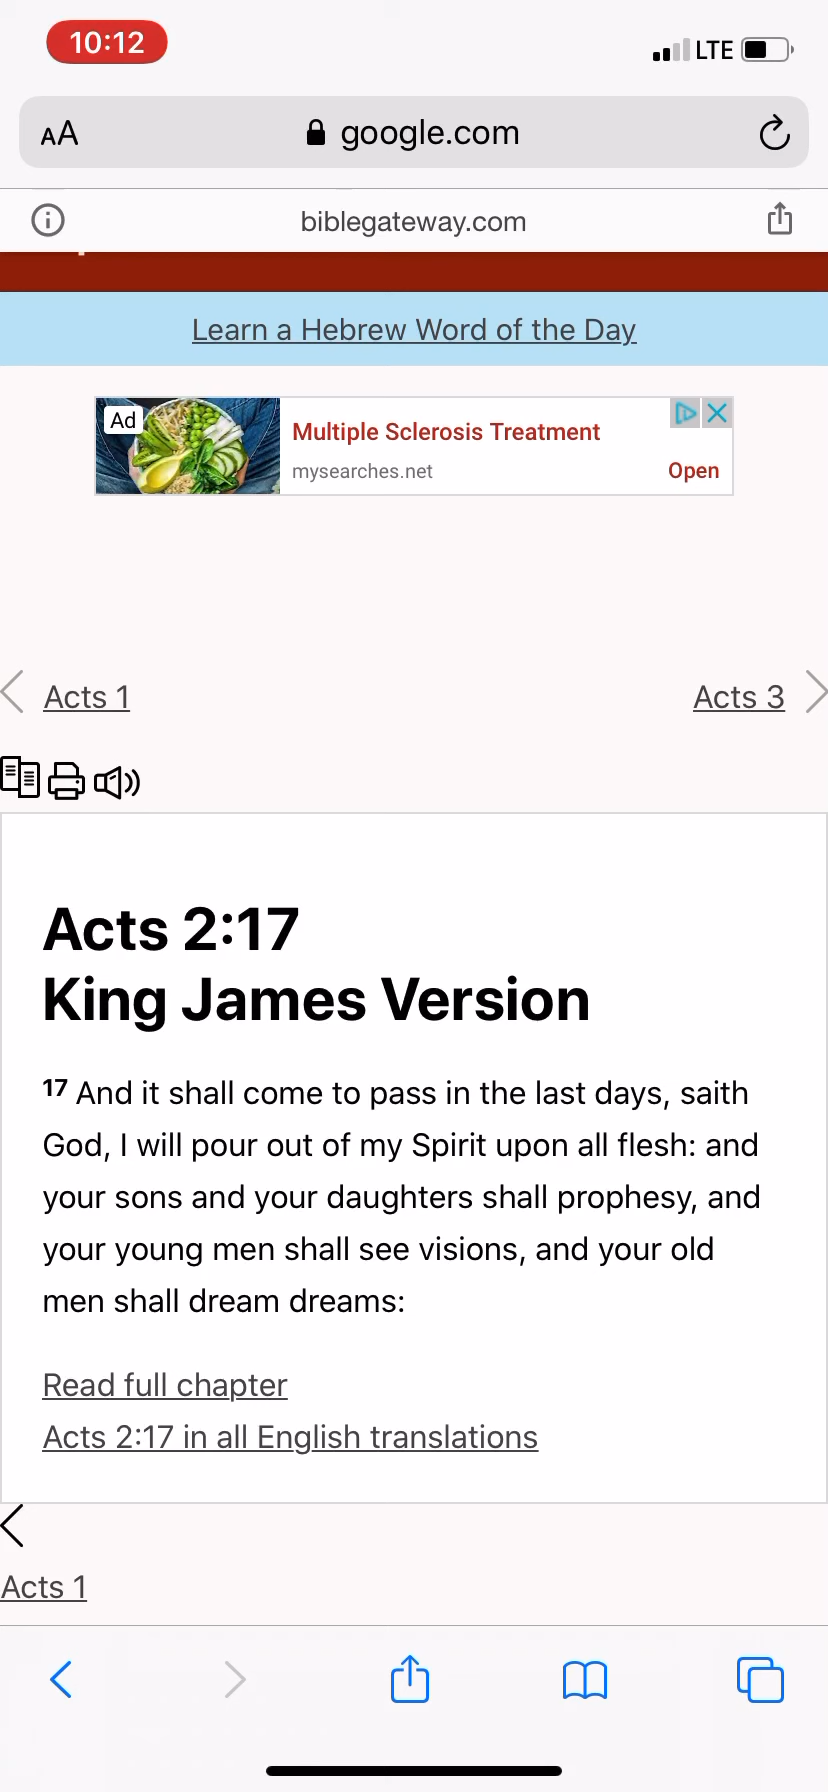 10:12
LTE
AA
google.com
biblegateway.com
Learn a Hebrew Word of the Day
Ad
Multiple Sclerosis Treatment
mysearches.net
Open
Acts 1
Acts 3
Acts 2:17
King James Version
17 And it shall come to pass in the last days, saith
God, I will pour out of my Spirit upon all flesh: and
your sons and your daughters shall prophesy, and
your young men shall see visions, and your old
men shall dream dreams:
Read full chapter
Acts 2:17 in all English translations
Acts 1